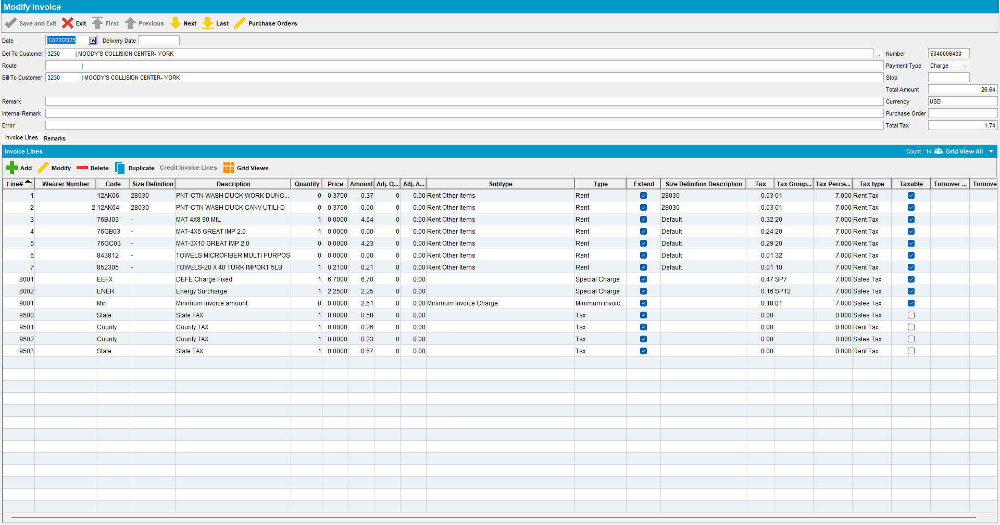 Modify Invoice
Save and Exit Exit First Previous Next Last Purchase Orders
Date 12/22/2025 16 Delivery Date
Del To Customer 3230 | MOODY'S COLLISION CENTER- YORK ... Number 5040006430
Route | Payment Type Charge
Bill To Customer 3230 | MOODY'S COLLISION CENTER- YORK Stop
Total Amount 26.64
Remark Currency USD
Internal Remark Purchase Order
Error Total Tax 1.74
Invoice Lines Remarks
Invoice Lines Count : 14 Grid View All
Add Modify Delete Duplicate Credit Invoice Lines Grid Views
Line# 1 Wearer Number Code Size Definition Description Quantity Price Amount Adj. Q... Adj. A... Subtype Type Extend Size Definition Description Tax Tax Group... Tax Perce... Tax type Taxable Turnover ... Turnove
1 12AK06 28030 PNT-CTN WASH DUCK WORK DUNG... 0 0.3700 0.37 0 0.00 Rent Other Items Rent 28030 0.03 01 7.000 Rent Tax
2 2 12AK64 28030 PNT-CTN WASH DUCK CANV UTILI-D 0 0.3700 0.00 0 0.00 Rent Other Items Rent 28030 0.03 01 7.000 Rent Tax
3 76BJ03 - MAT 4X8 90 MIL 1 0.0000 4.64 0 0.00 Rent Other Items Rent Default 0.32 20 7.000 Rent Tax
4 76GB03 - MAT-4X6 GREAT IMP 2.0 1 0.0000 0.00 0 0.00 Rent Other Items Rent Default 0.24 20 7.000 Rent Tax
5 76GC03 - MAT-3X10 GREAT IMP 2.0 0 0.0000 4.23 0 0.00 Rent Other Items Rent Default 0.29 20 7.000 Rent Tax
6 843812 - TOWELS MICROFIBER MULTI PURPOS 0 0.0000 0.00 0 0.00 Rent Other Items Rent Default 0.01 32 7.000 Rent Tax
7 852305 - TOWELS-20 X 40 TURK IMPORT 5LB 1 0.2100 0.21 0 0.00 Rent Other Items Rent Default 0.01 10 7.000 Rent Tax
8001 EEFX DEFE Charge Fixed 1 6.7000 6.70 0 0.00 Special Charge 0.47 SP7 7.000 Sales Tax
8002 ENER Energy Surcharge 1 2.2500 2.25 0 0.00 Special Charge 0.16 SP12 7.000 Sales Tax
9001 Min Minimum invoice amount 0 0.0000 2.61 0 0.00 Minimum Invoice Charge Minimum invoic... 0.18 01 7.000 Sales Tax
9500 State State TAX 1 0.0000 0.58 0 0.00 Tax 0.00 0.000 Sales Tax
9501 County County TAX 1 0.0000 0.26 0 0.00 Tax 0.00 0.000 Rent Tax
9502 County County TAX 1 0.0000 0.23 0 0.00 Tax 0.00 0.000 Sales Tax
9503 State State TAX 1 0.0000 0.67 0 0.00 Tax 0.00 0.000 Rent Tax